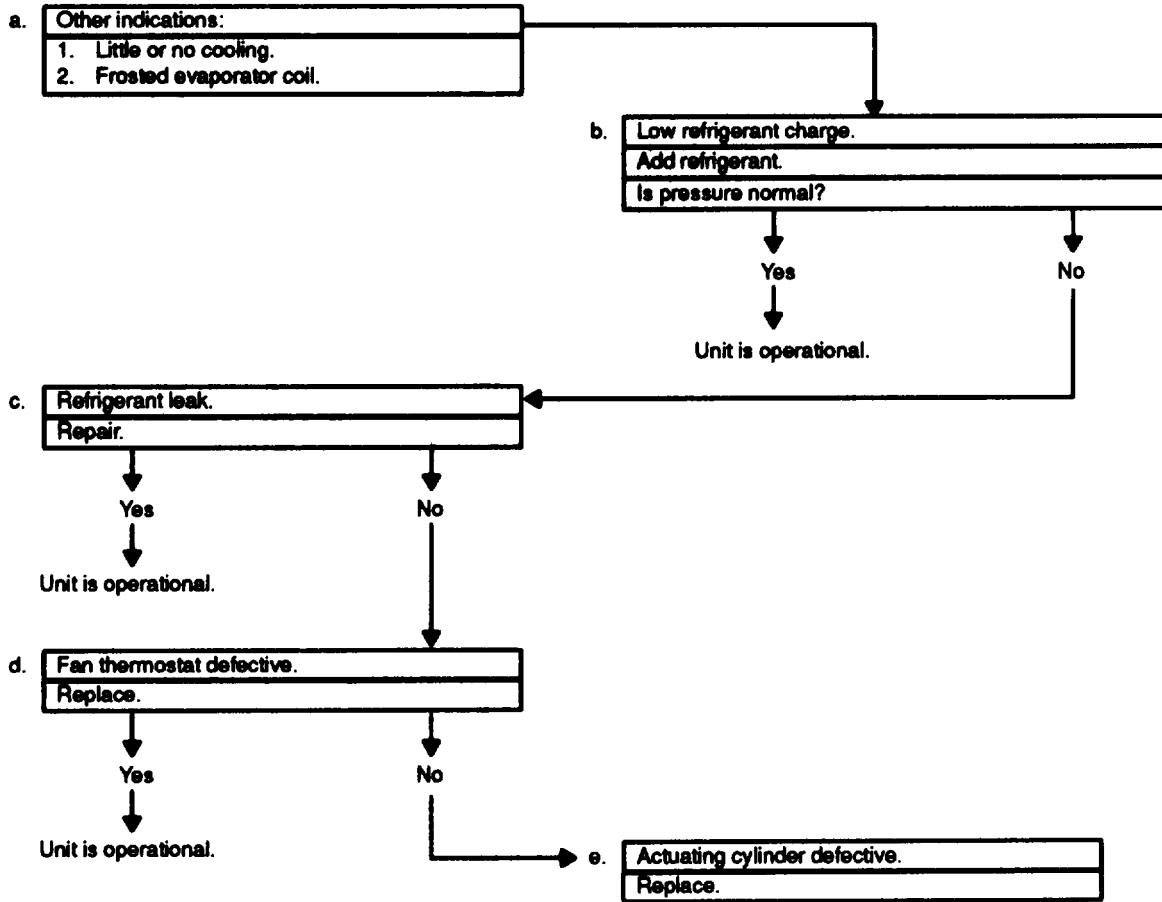 a. Other indications:
1. Little or no cooling.
2. Frosted evaporator coil.
b. Low refrigerant charge.
Add refrigerant.
Is pressure normal?
Yes
No
Unit is operational.
c. Refrigerant leak.
Repair.
Yes
No
Unit is operational.
d. Fan thermostat defective.
Replace.
Yes
No
Unit is operational.
e. Actuating cylinder defective.
Replace.